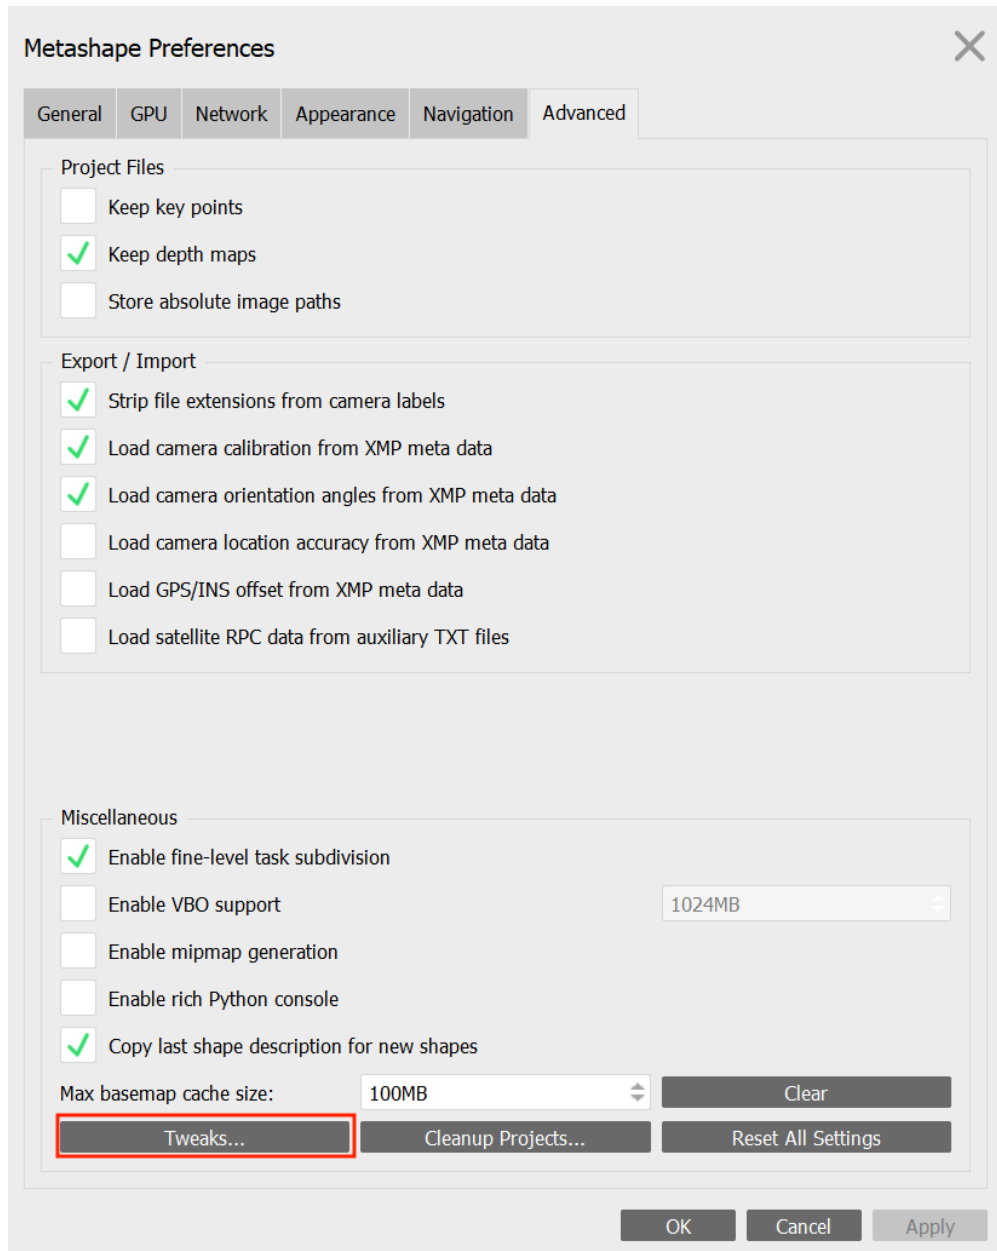 Metashape Preferences
General GPU Network Appearance Navigation Advanced
Project Files
Keep key points
Keep depth maps
Store absolute image paths
Export / Import
Strip file extensions from camera labels
Load camera calibration from XMP meta data
Load camera orientation angles from XMP meta data
Load camera location accuracy from XMP meta data
Load GPS/INS offset from XMP meta data
Load satellite RPC data from auxiliary TXT files
Miscellaneous
Enable fine-level task subdivision
Enable VBO support 1024MB
Enable mipmap generation
Enable rich Python console
Copy last shape description for new shapes
Max basemap cache size: 100MB Clear
Tweaks... Cleanup Projects... Reset All Settings
OK Cancel Apply